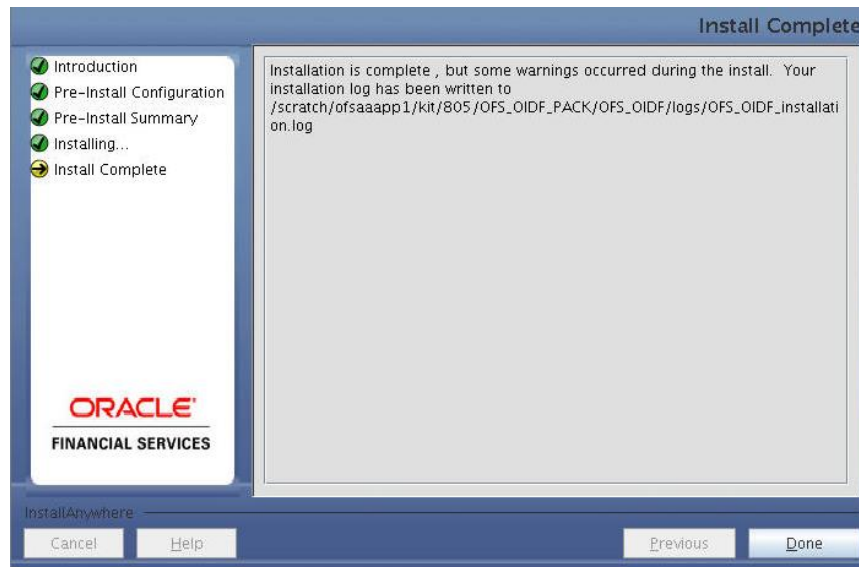 Install Complete
Introduction
Pre-Install Configuration
Pre-Install Summary
Installing...
Install Complete
Installation is complete , but some warnings occurred during the install. Your
installation log has been written to
/scratch/ofsaaapp1/kit/805/OFS_OIDF_PACK/OFS_OIDF/logs/OFS_OIDF_installati
on.log
ORACLE'
FINANCIAL SERVICES
InstallAnywhere
Cancel
Help
Previous
Done